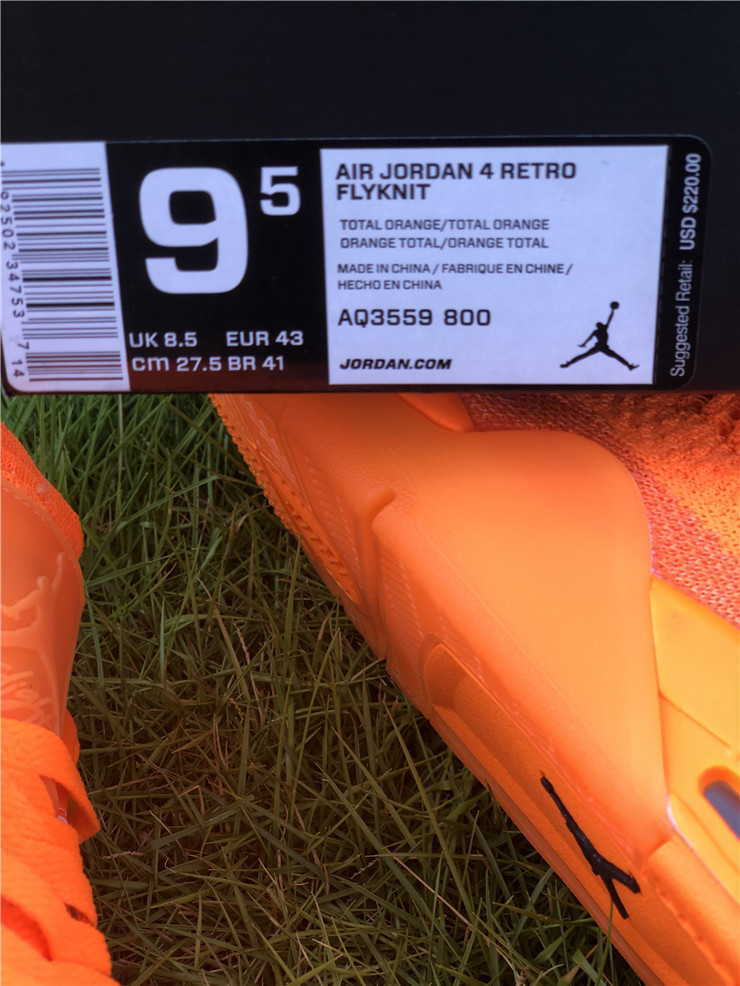 9 5
UK 8.5 EUR 43
cm 27.5 BR 41
AIR JORDAN 4 RETRO
FLYKNIT
TOTAL ORANGE/TOTAL ORANGE
ORANGE TOTAL/ORANGE TOTAL
MADE IN CHINA / FABRIQUE EN CHINE /
HECHO EN CHINA
AQ3559 800
JORDAN.COM
Suggested Retail: USD $220.00